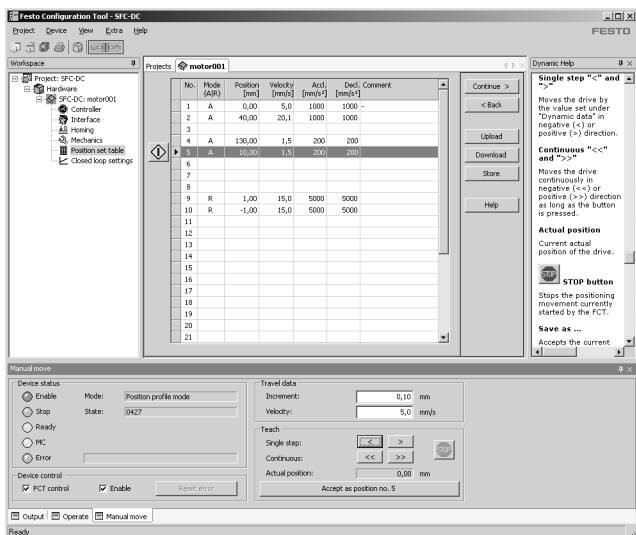 Festo Configuration Tool - SFC-DC
Project Device View Extra Help
FESTO
Workspace
Project: SFC-DC
Hardware
SFC-DC: motor001
Controller
Interface
Homing
Mechanics
Position set table
Closed loop settings
Projects motor001
No. Mode {A|R} Position [mm] Velocity [mm/s] Accl. [mm/s²] Decl. [mm/s²] Comment
1 A 0,00 5,0 1000 1000 -
2 A 40,00 20,1 1000 1000
3
4 A 130,00 1,5 200 200
5 A 10,00 1,5 200 200
6
7
8
9 R 1,00 15,0 5000 5000
10 R -1,00 15,0 5000 5000
11
12
13
14
15
16
17
18
19
20
21
Continue >
< Back
Upload
Download
Store
Help
Dynamic Help
Single step "<" and
">"
Moves the drive by
the value set under
"Dynamic data" in
negative (<) or
positive (>) direction.
Continuous "<<"
and ">>"
Moves the drive
continuously in
negative (<<) or
positive (>>) direction
as long as the button
is pressed.
Actual position
Current actual
position of the drive.
STOP STOP button
Stops the positioning
movement currently
started by the FCT.
Save as ...
Accepts the current
Manual move
Device status
Enable Mode: Position profile mode
Stop State: 0427
Ready
MC
Error
Device control
FCT control Enable Reset error
Travel data
Increment: 0,10 mm
Velocity: 5,0 mm/s
Teach
Single step: < >
Continuous: << >>
STOP
Actual position: 0,00 mm
Accept as position no. 5
Output Operate Manual move
Ready